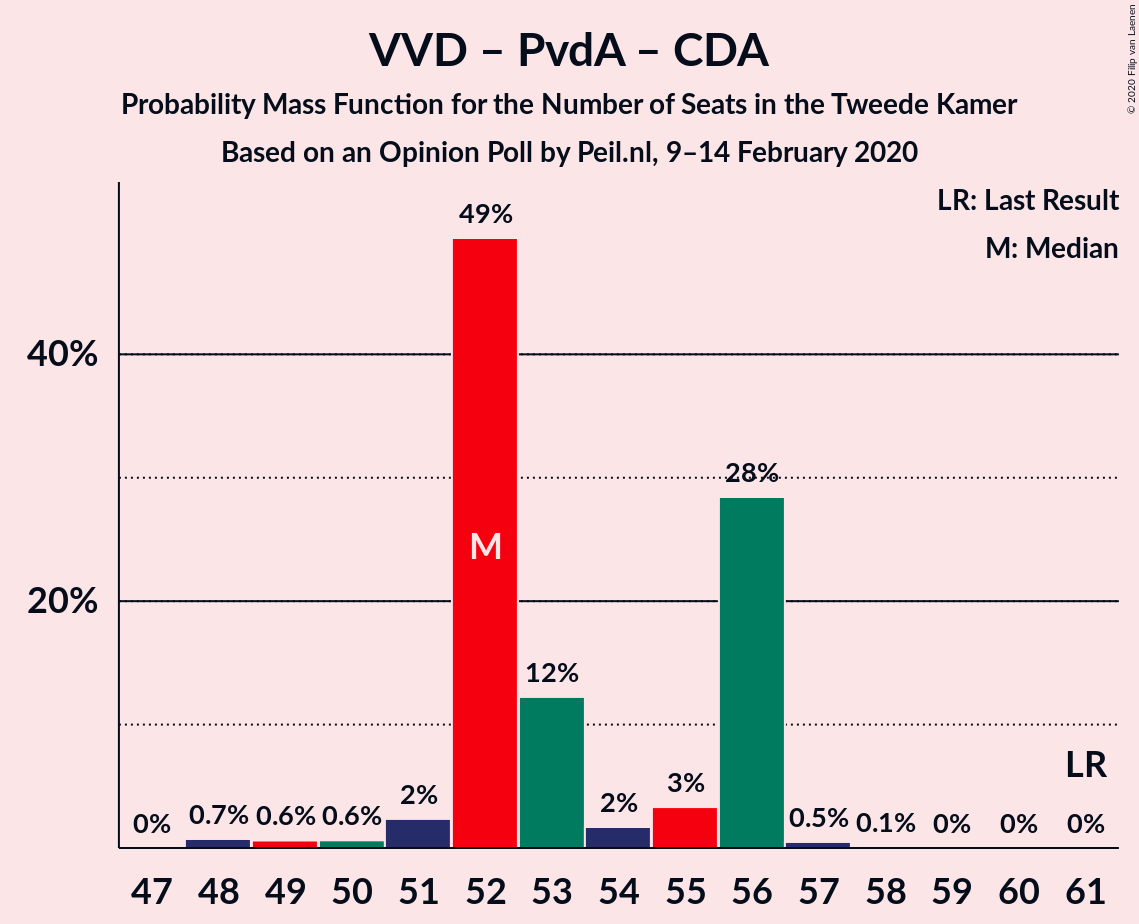 VVD – PvdA – CDA
Probability Mass Function for the Number of Seats in the Tweede Kamer
Based on an Opinion Poll by Peil.nl, 9–14 February 2020
© 2020 Filip van Laenen
LR: Last Result
M: Median
40%
20%
0%
0.7%
0.6%
0.6%
2%
49%
M
12%
2%
3%
28%
0.5%
0.1%
0%
0%
0%
LR
47 48 49 50 51 52 53 54 55 56 57 58 59 60 61